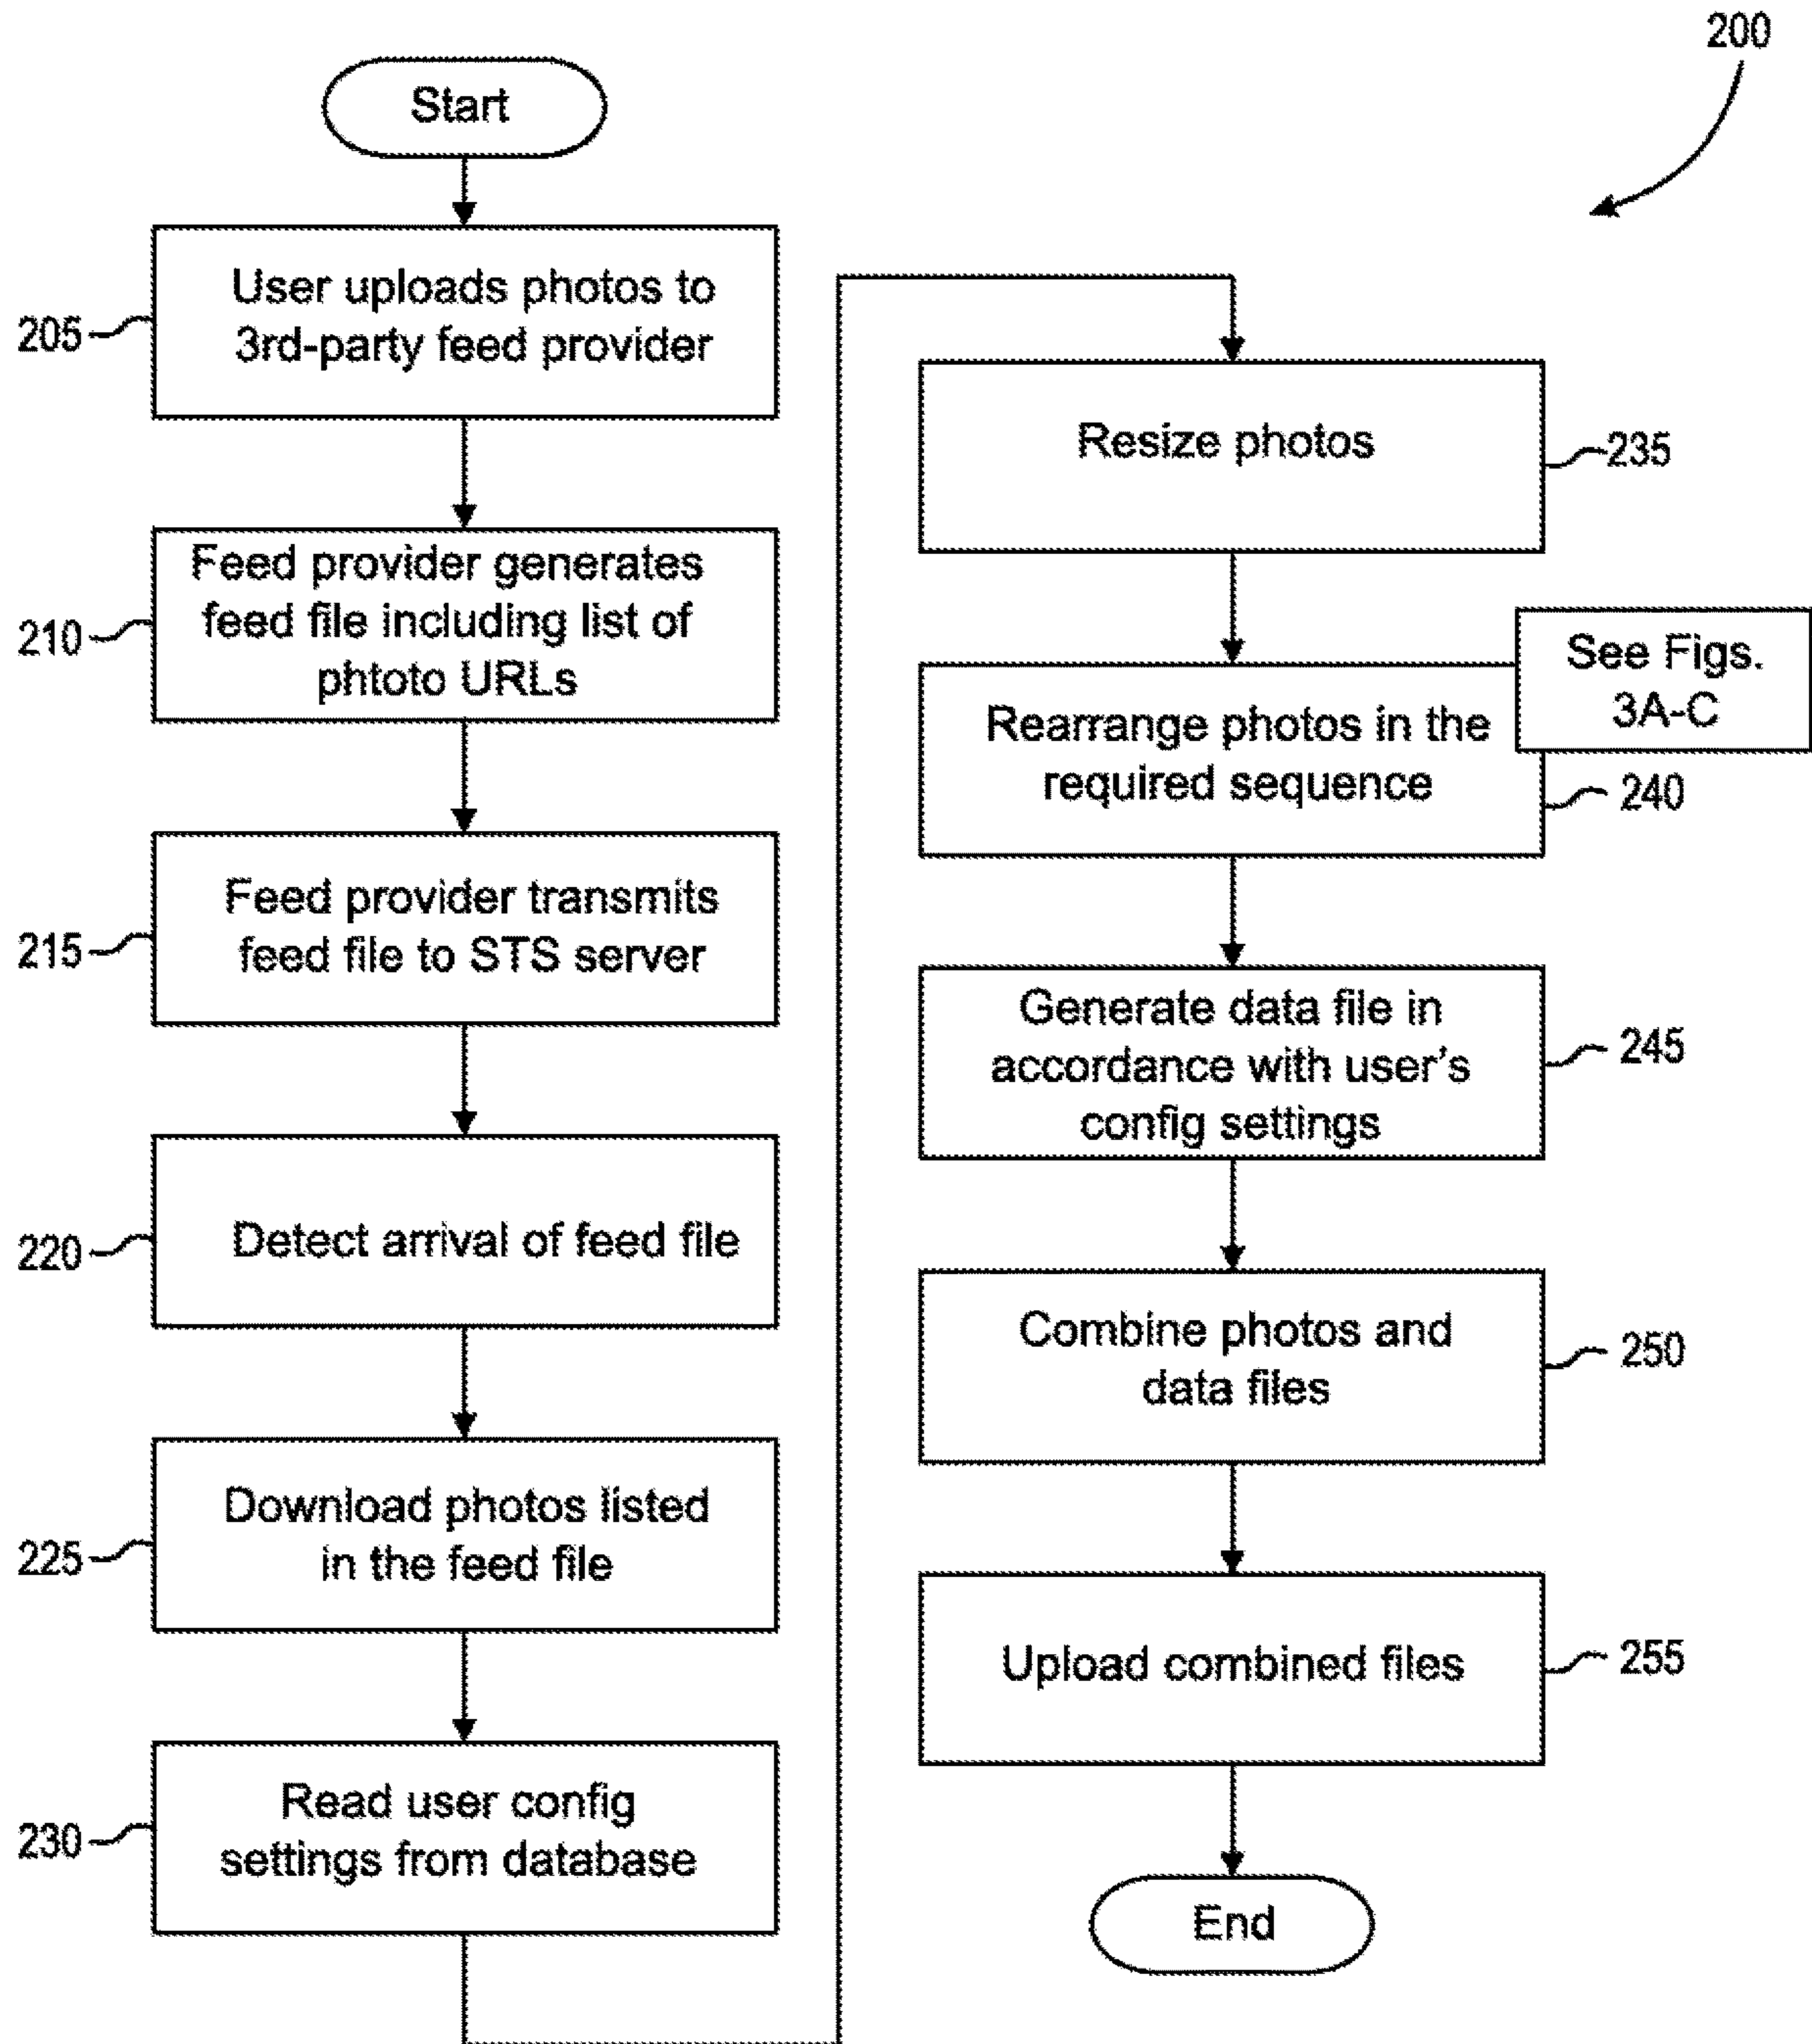 200
Start
User uploads photos to
3rd-party feed provider
205
Feed provider generates
feed file including list of
phtoto URLs
210
Feed provider transmits
feed file to STS server
215
Detect arrival of feed file
220
Download photos listed
in the feed file
225
Read user config
settings from database
230
Resize photos
235
See Figs.
3A-C
Rearrange photos in the
required sequence
240
Generate data file in
accordance with user's
config settings
245
Combine photos and
data files
250
Upload combined files
255
End